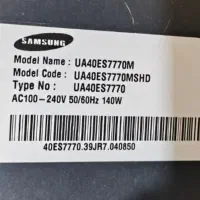 SAMSUNG
Model Name : UA40ES7770M
Model Code : UA40ES7770MSHD
Type No : UA40ES7770
AC100-240V 50/60Hz 140W
40ES7770.39JR7.040850